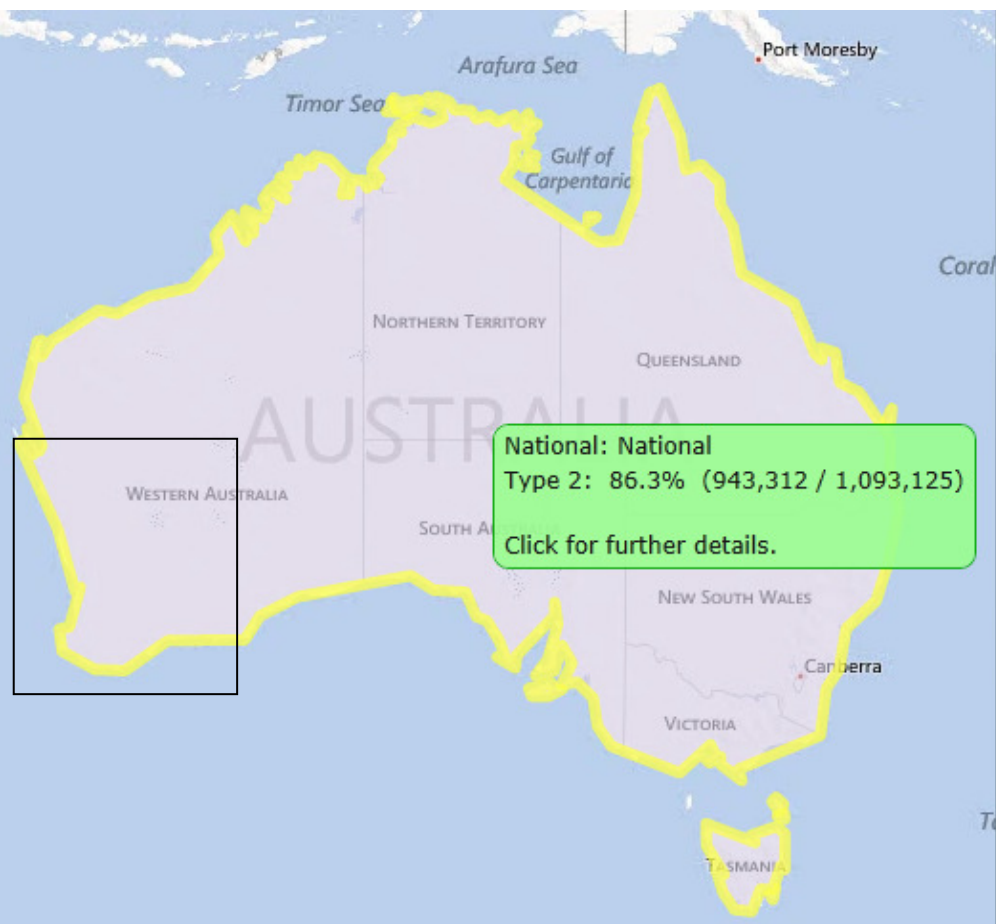 Port Moresby
Arafura Sea
Timor Sea
Gulf of
Carpentaria
Coral
NORTHERN TERRITORY
QUEENSLAND
AUSTRALIA
National: National
Type 2: 86.3% (943,312 / 1,093,125)
Click for further details.
WESTERN AUSTRALIA
SOUTH
NEW SOUTH WALES
Canberra
VICTORIA
TASMANIA